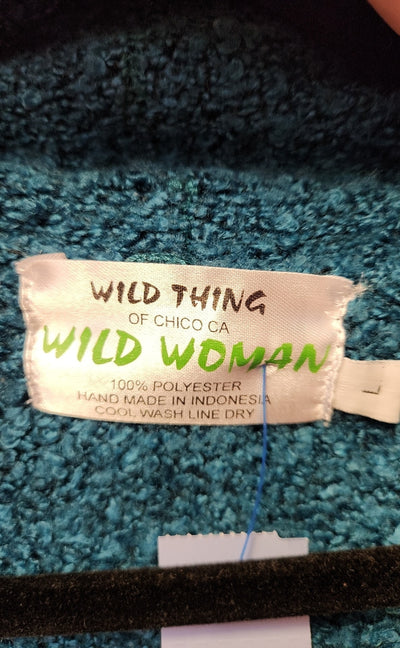 WILD THING
OF CHICO CA
WILD WOMAN
100% POLYESTER
HAND MADE IN INDONESIA
COOL WASH LINE DRY
L